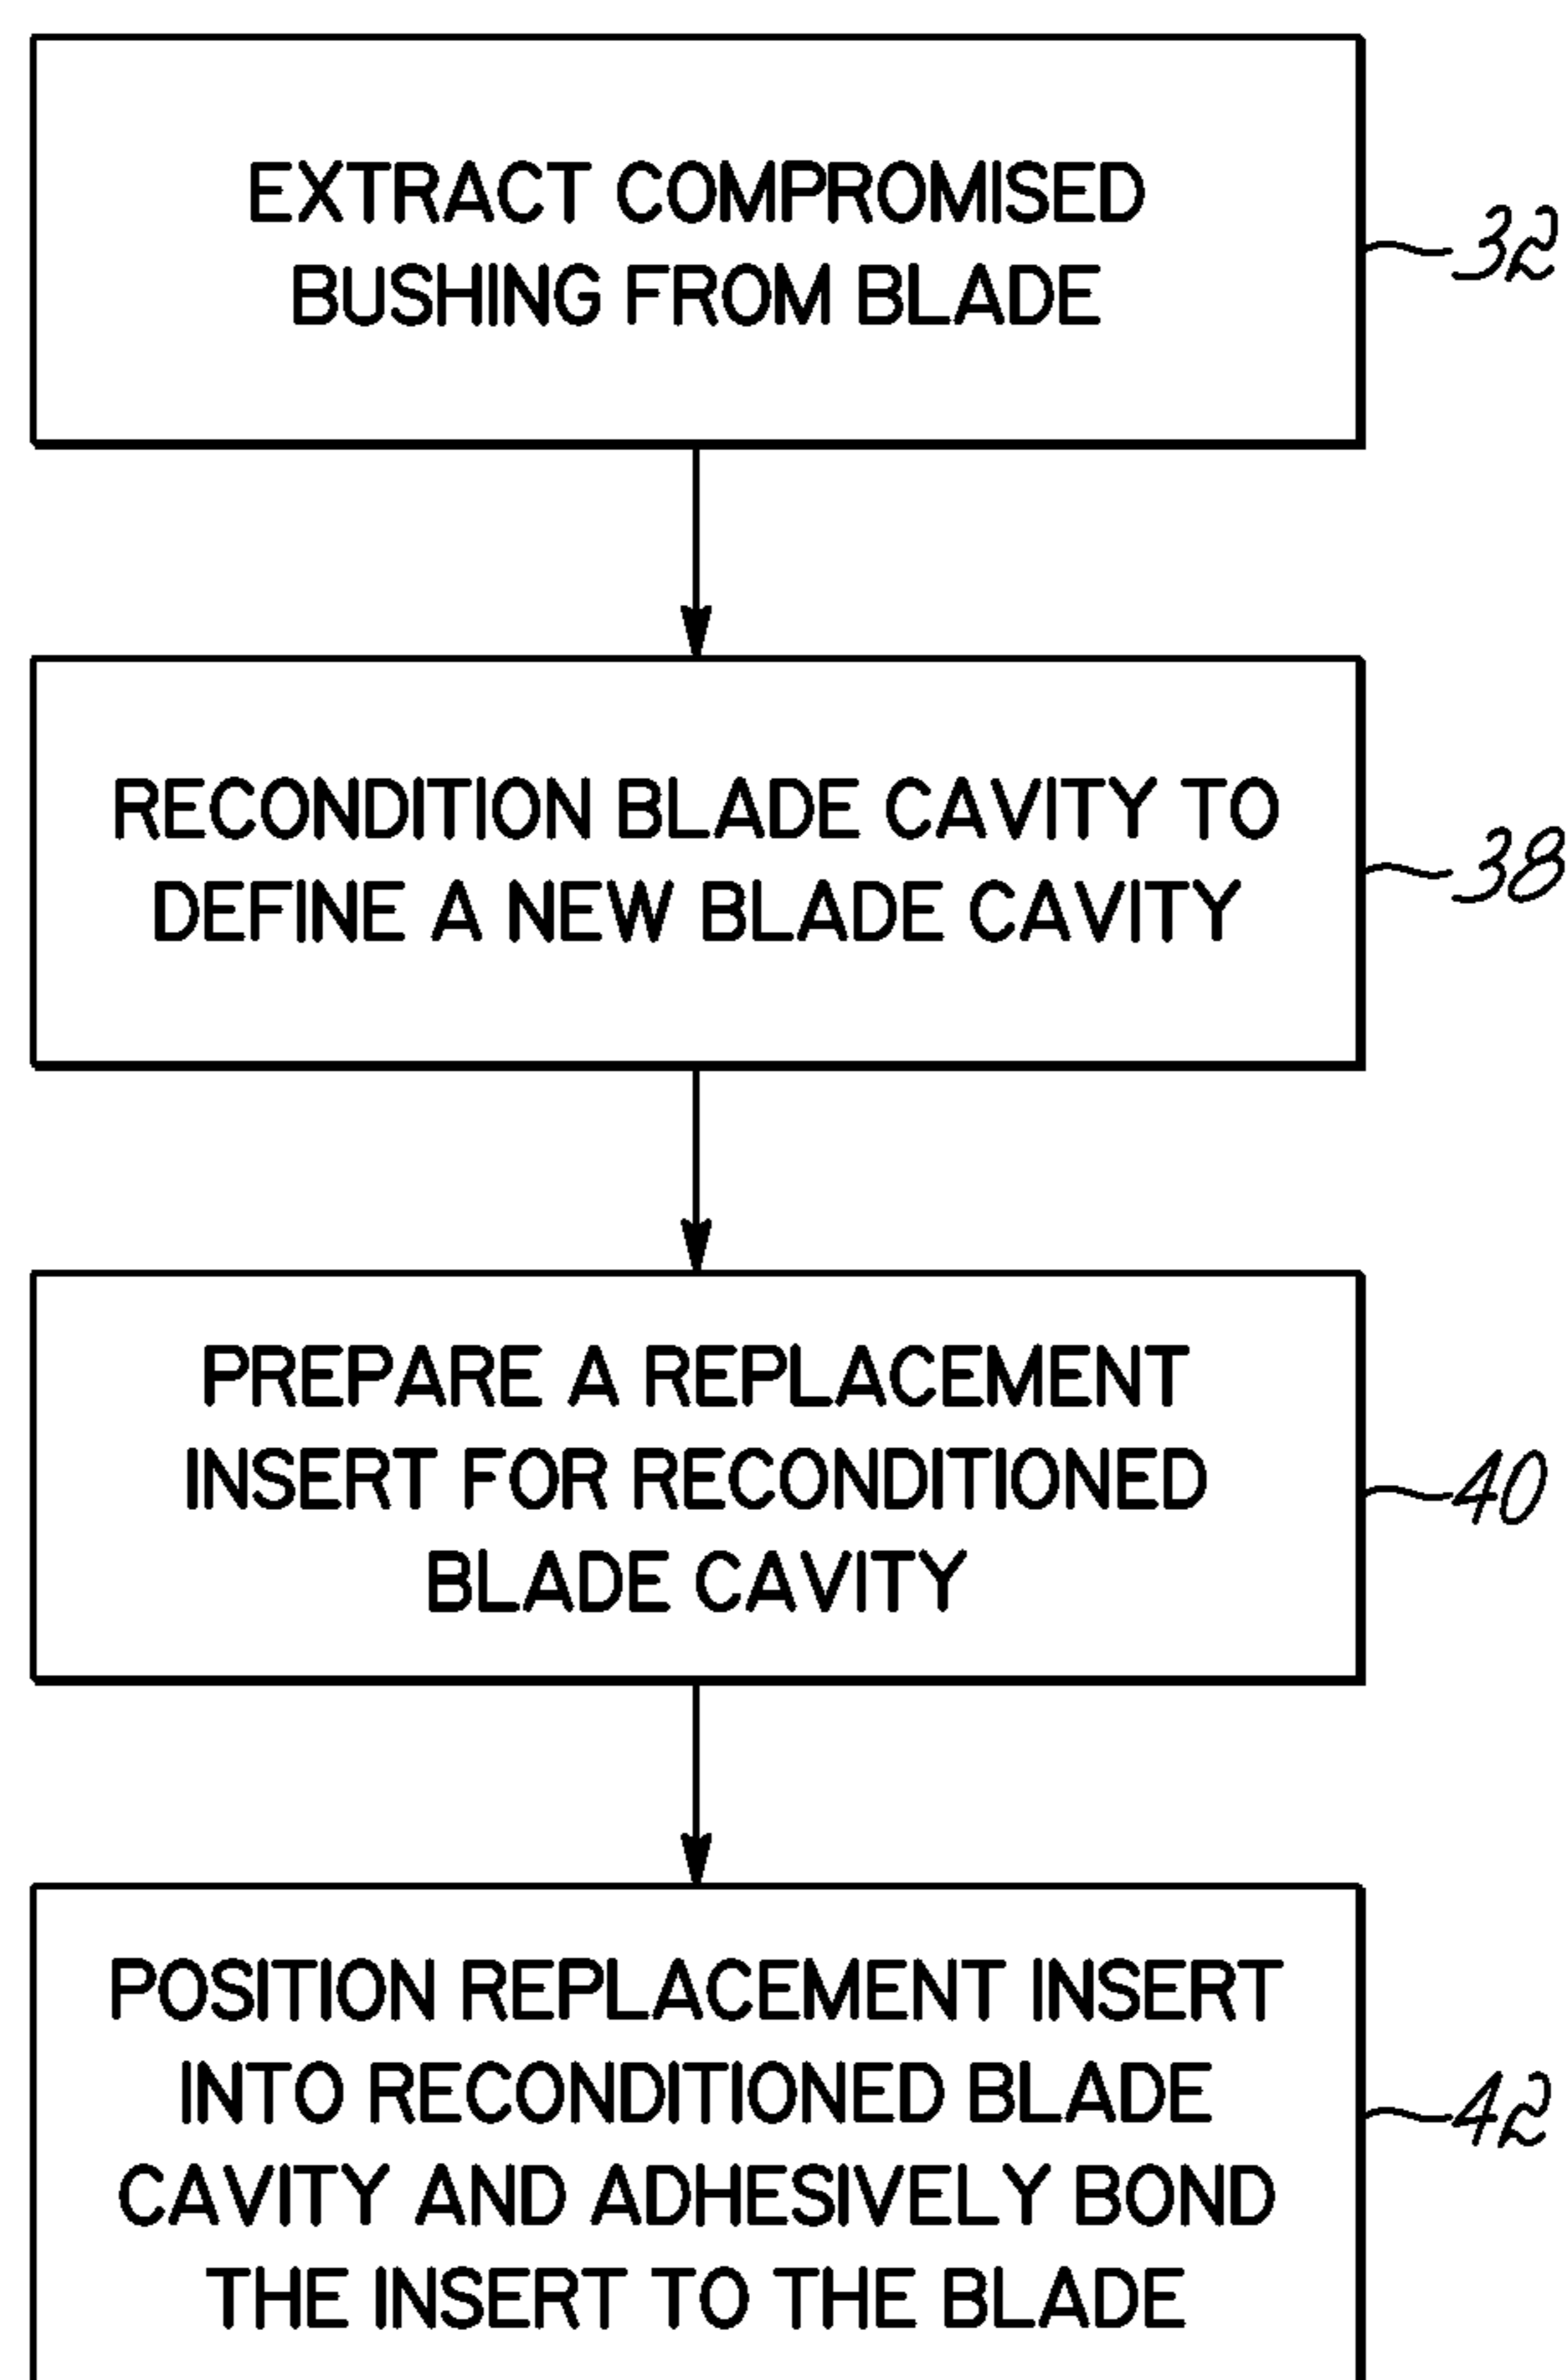 EXTRACT COMPROMISED
BUSHING FROM BLADE
32
RECONDITION BLADE CAVITY TO
DEFINE A NEW BLADE CAVITY
38
PREPARE A REPLACEMENT
INSERT FOR RECONDITIONED
BLADE CAVITY
40
POSITION REPLACEMENT INSERT
INTO RECONDITIONED BLADE
CAVITY AND ADHESIVELY BOND
THE INSERT TO THE BLADE
42